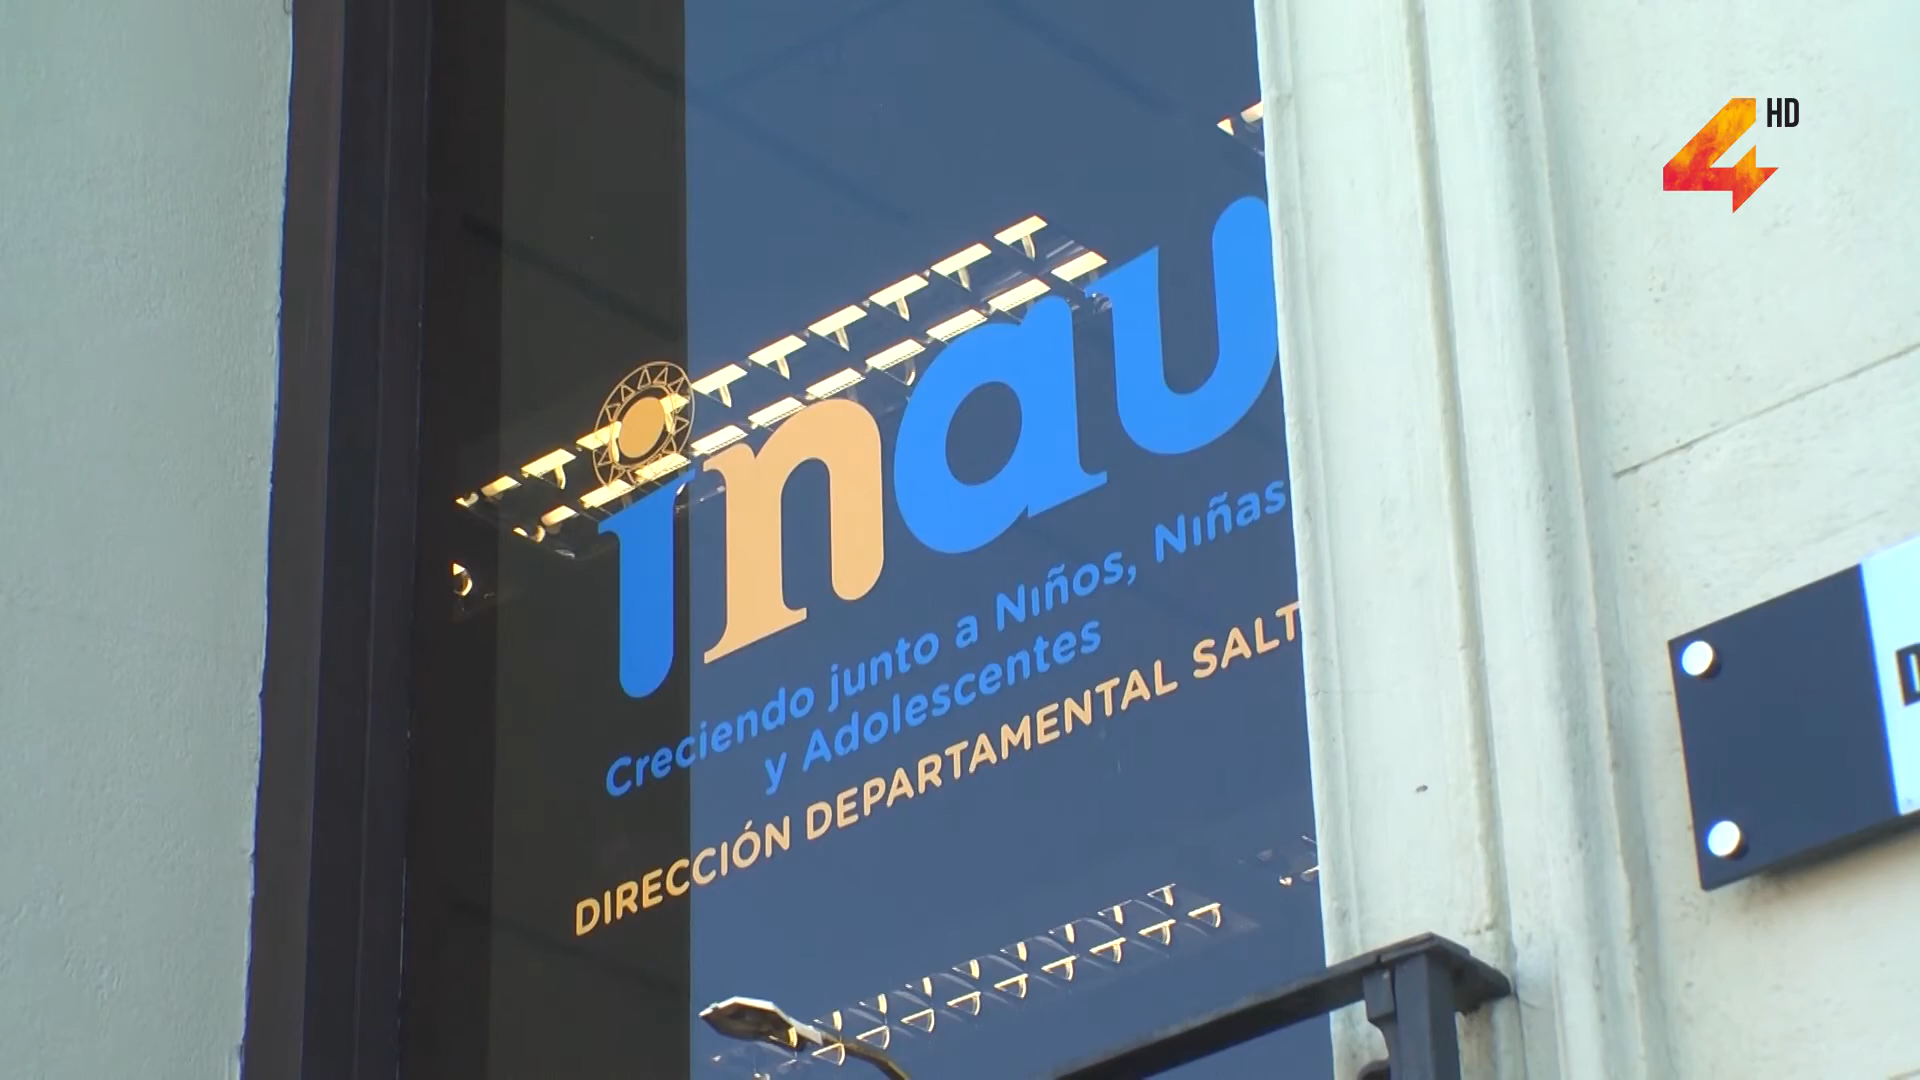 4 HD
inau
Creciendo junto a Niños, Niñas
y Adolescentes
DIRECCIÓN DEPARTAMENTAL SALT